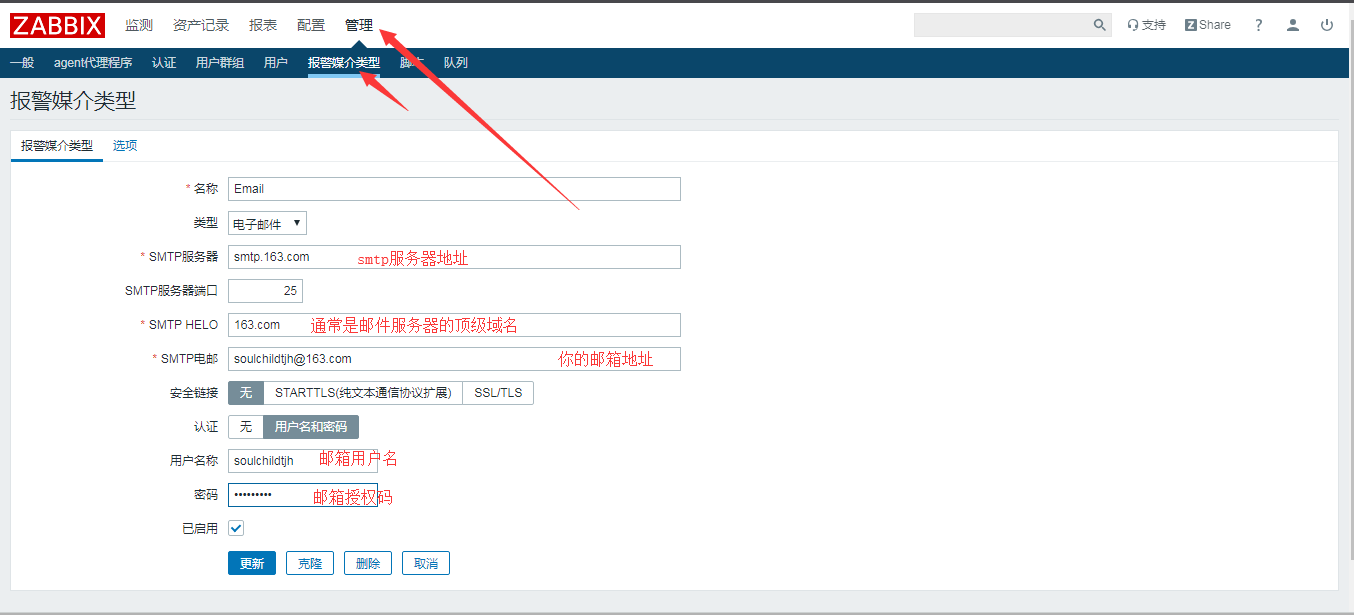 ZABBIX 监测 资产记录 报表 配置 管理 支持 Z Share ?
一般 agent代理程序 认证 用户群组 用户 报警媒介类型 脚本 队列
报警媒介类型
报警媒介类型 选项
* 名称 Email
类型 电子邮件
* SMTP服务器 smtp.163.com smtp服务器地址
SMTP服务器端口 25
* SMTP HELO 163.com 通常是邮件服务器的顶级域名
* SMTP电邮 soulchildtjh@163.com 你的邮箱地址
安全链接 无 STARTTLS(纯文本通信协议扩展) SSL/TLS
认证 无 用户名和密码
用户名称 soulchildtjh 邮箱用户名
密码 ••••••••• 邮箱授权码
已启用
更新 克隆 删除 取消